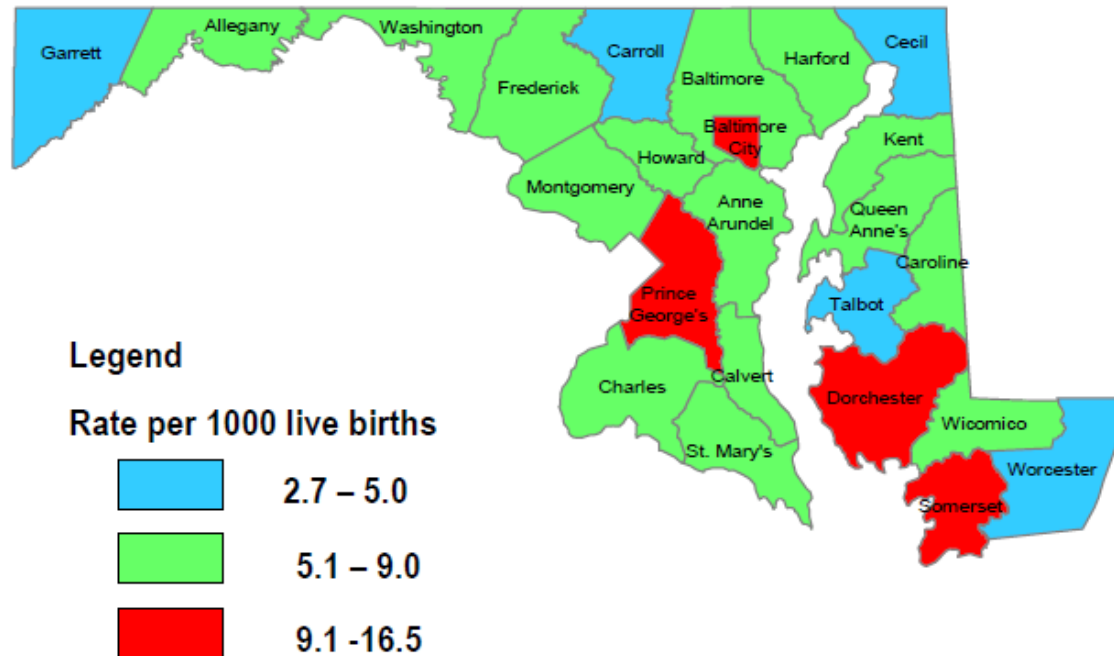 Garrett
Allegany
Washington
Frederick
Carroll
Baltimore
Harford
Cecil
Baltimore
City
Kent
Howard
Montgomery
Anne
Arundel
Queen
Anne's
Caroline
Talbot
Prince
George's
Charles
Calvert
St. Mary's
Dorchester
Wicomico
Worcester
Somerset
Legend
Rate per 1000 live births
2.7 – 5.0
5.1 – 9.0
9.1 -16.5